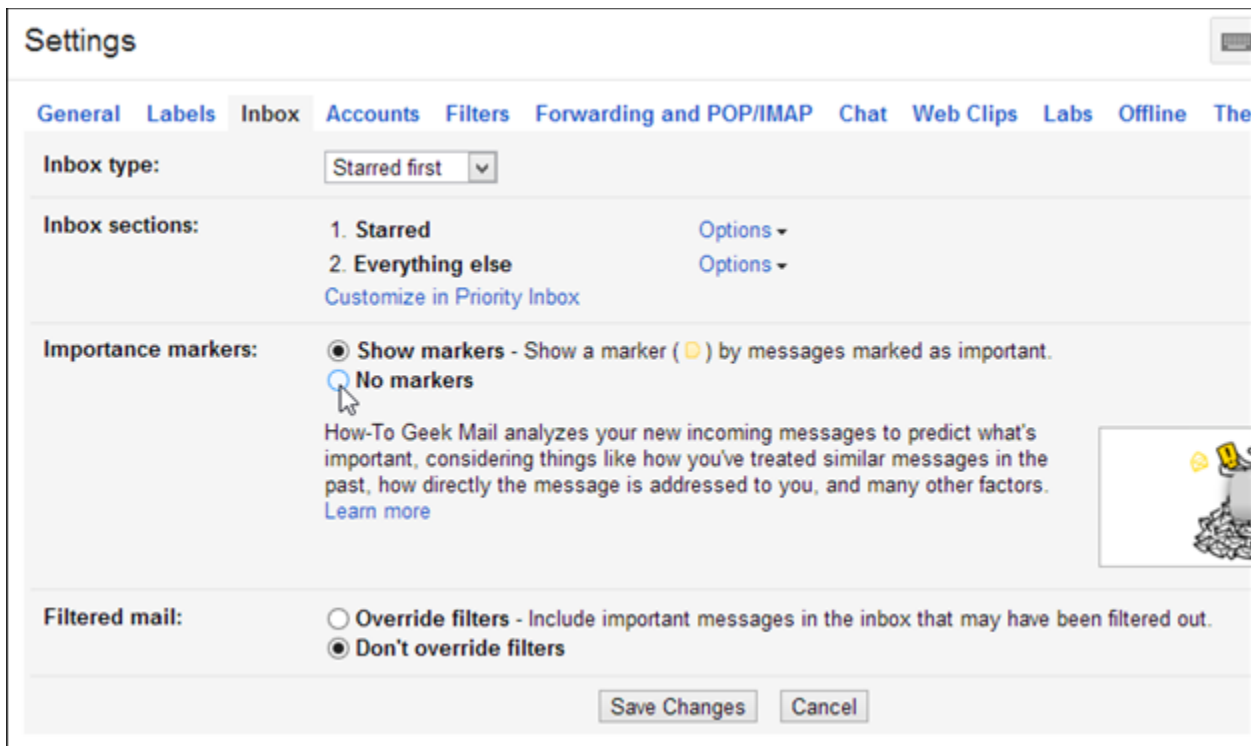 Settings
General Labels Inbox Accounts Filters Forwarding and POP/IMAP Chat Web Clips Labs Offline The
Inbox type: Starred first
Inbox sections: 1. Starred Options
2. Everything else Options
Customize in Priority Inbox
Importance markers: Show markers - Show a marker ( ) by messages marked as important.
No markers
How-To Geek Mail analyzes your new incoming messages to predict what's
important, considering things like how you've treated similar messages in the
past, how directly the message is addressed to you, and many other factors.
Learn more
Filtered mail: Override filters - Include important messages in the inbox that may have been filtered out.
Don't override filters
Save Changes Cancel